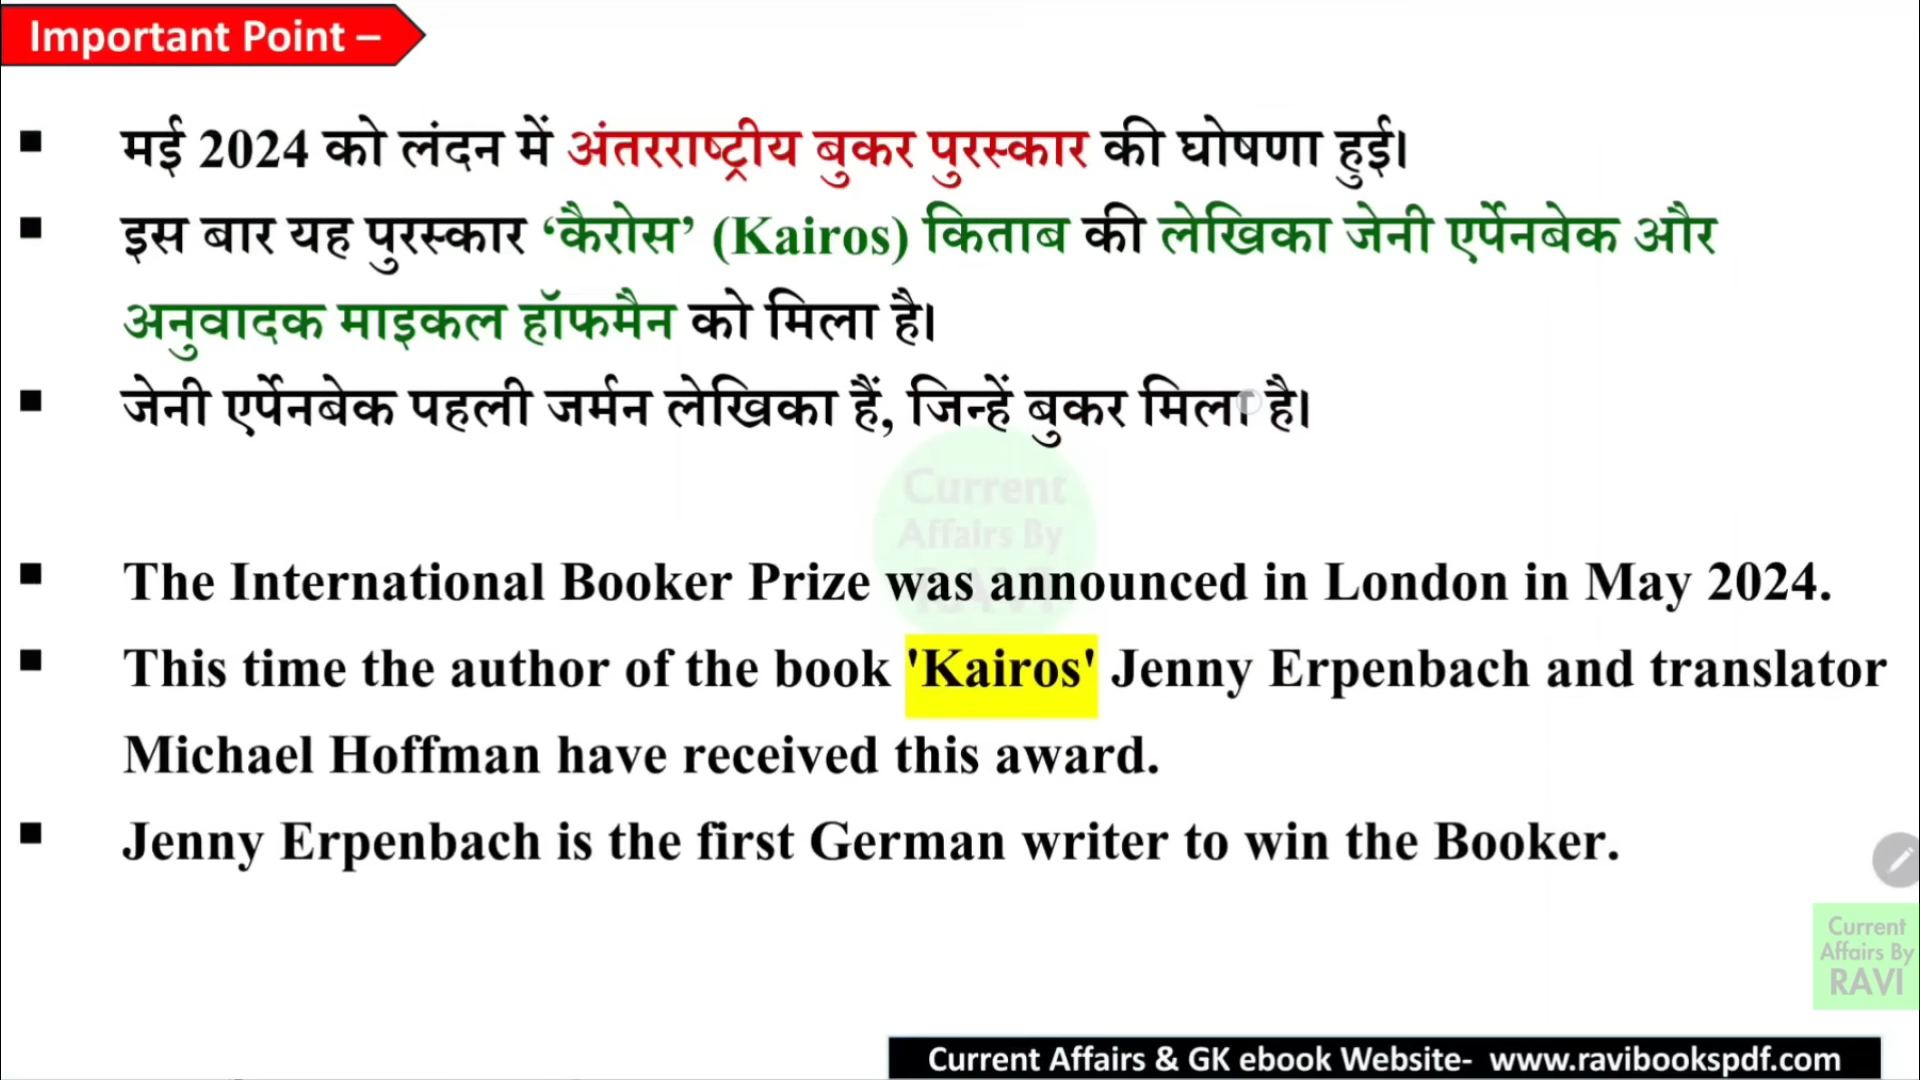 Important Point –
▪ मई 2024 को लंदन में अंतरराष्ट्रीय बुकर पुरस्कार की घोषणा हुई।
▪ इस बार यह पुरस्कार ‘कैरोस’ (Kairos) किताब की लेखिका जेनी एर्पेनबेक और
अनुवादक माइकल हॉफमैन को मिला है।
▪ जेनी एर्पेनबेक पहली जर्मन लेखिका हैं, जिन्हें बुकर मिला है।
Current
Affairs By
RAVI
▪ The International Booker Prize was announced in London in May 2024.
▪ This time the author of the book 'Kairos' Jenny Erpenbach and translator
Michael Hoffman have received this award.
▪ Jenny Erpenbach is the first German writer to win the Booker.
Current
Affairs By
RAVI
Current Affairs & GK ebook Website- www.ravibookspdf.com